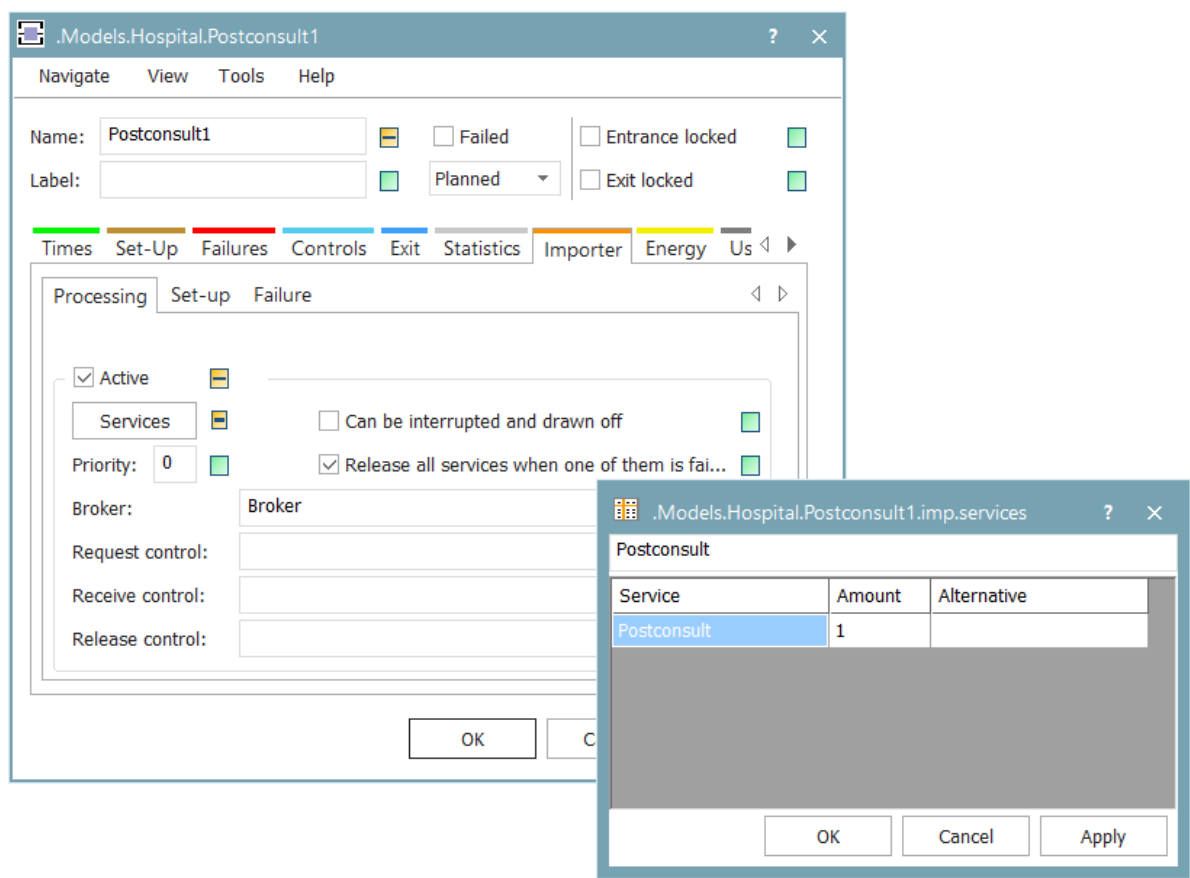 .Models.Hospital.Postconsult1 ?
Navigate View Tools Help
Name: Postconsult1 Failed Entrance locked
Label: Planned Exit locked
Times Set-Up Failures Controls Exit Statistics Importer Energy Us
Processing Set-up Failure
Active
Services Can be interrupted and drawn off
Priority: 0 Release all services when one of them is fai...
Broker: Broker
Request control:
Receive control:
Release control:
OK C
.Models.Hospital.Postconsult1.imp.services ?
Postconsult
Service Amount Alternative
Postconsult 1
OK Cancel Apply